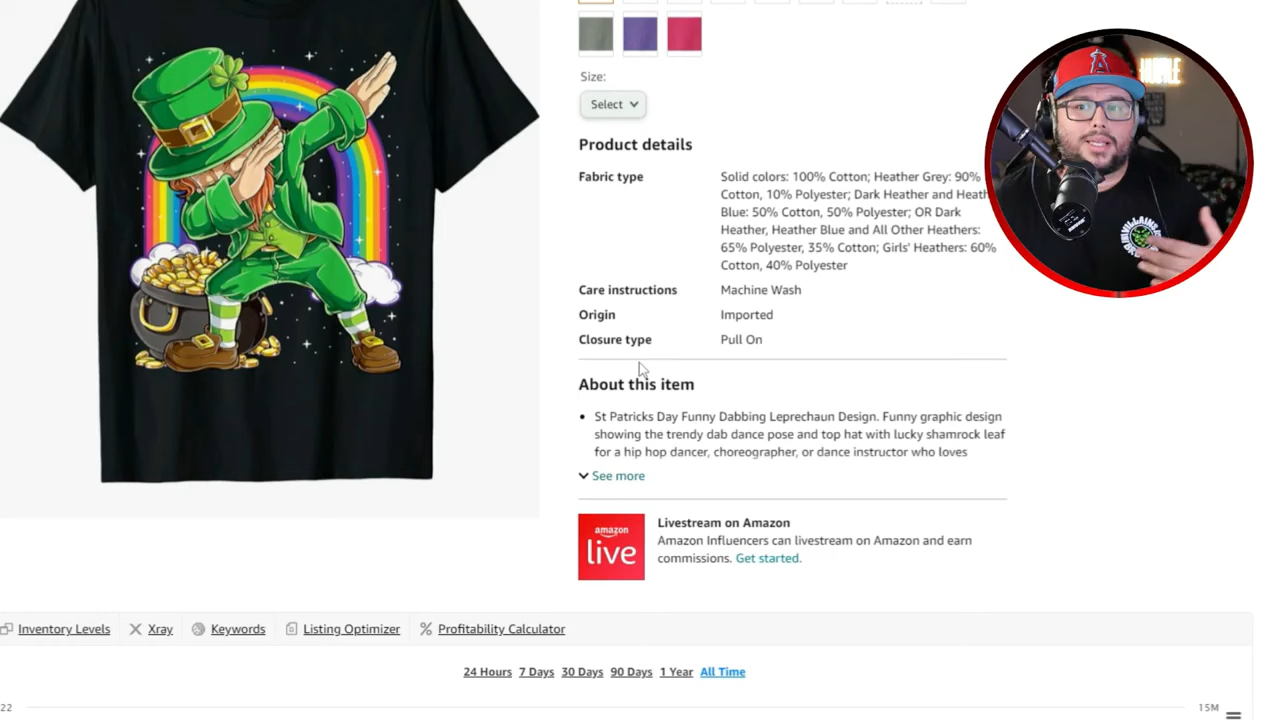 Size:
Select
Product details
Fabric type
Solid colors: 100% Cotton; Heather Grey: 90%
Cotton, 10% Polyester; Dark Heather and Heath
Blue: 50% Cotton, 50% Polyester; OR Dark
Heather, Heather Blue and All Other Heathers:
65% Polyester, 35% Cotton; Girls' Heathers: 60%
Cotton, 40% Polyester
Care instructions
Machine Wash
Origin
Imported
Closure type
Pull On
About this item
St Patricks Day Funny Dabbing Leprechaun Design. Funny graphic design
showing the trendy dab dance pose and top hat with lucky shamrock leaf
for a hip hop dancer, choreographer, or dance instructor who loves
See more
amazon
live
Livestream on Amazon
Amazon Influencers can livestream on Amazon and earn
commissions. Get started.
Inventory Levels
Xray
Keywords
Listing Optimizer
Profitability Calculator
24 Hours 7 Days 30 Days 90 Days 1 Year All Time
22
15M